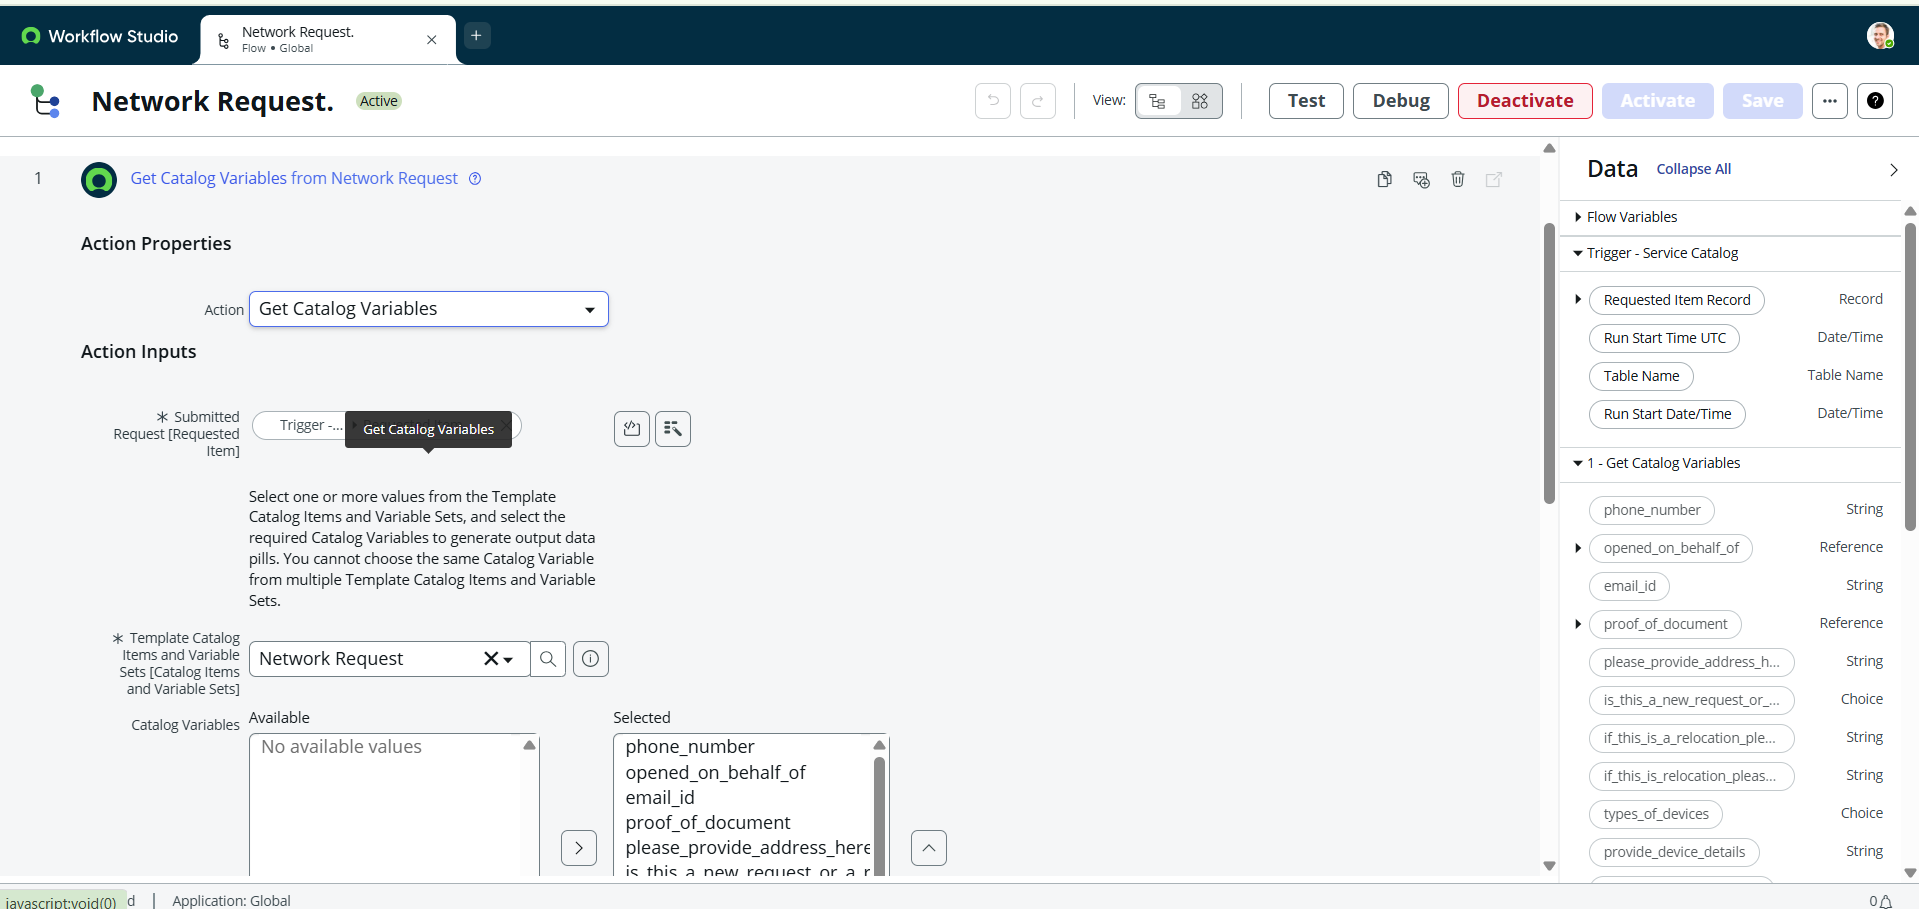 Workflow Studio
Network Request.
Flow • Global
Network Request.
Active
View:
Test
Debug
Deactivate
Activate
Save
1
Get Catalog Variables from Network Request
Action Properties
Action
Get Catalog Variables
Action Inputs
Submitted
Request [Requested
Item]
Trigger -...
Get Catalog Variables
Select one or more values from the Template
Catalog Items and Variable Sets, and select the
required Catalog Variables to generate output data
pills. You cannot choose the same Catalog Variable
from multiple Template Catalog Items and Variable
Sets.
Template Catalog
Items and Variable
Sets [Catalog Items
and Variable Sets]
Network Request
Catalog Variables
Available
No available values
Selected
phone_number
opened_on_behalf_of
email_id
proof_of_document
please_provide_address_here
is_this_a_new_request_or_a_r
Data
Collapse All
Flow Variables
Trigger - Service Catalog
Requested Item Record
Record
Run Start Time UTC
Date/Time
Table Name
Table Name
Run Start Date/Time
Date/Time
1 - Get Catalog Variables
phone_number
String
opened_on_behalf_of
Reference
email_id
String
proof_of_document
Reference
please_provide_address_h...
String
is_this_a_new_request_or_...
Choice
if_this_is_a_relocation_ple...
String
if_this_is_relocation_pleas...
String
types_of_devices
Choice
provide_device_details
String
javascript:void(0)
d
Application: Global
0